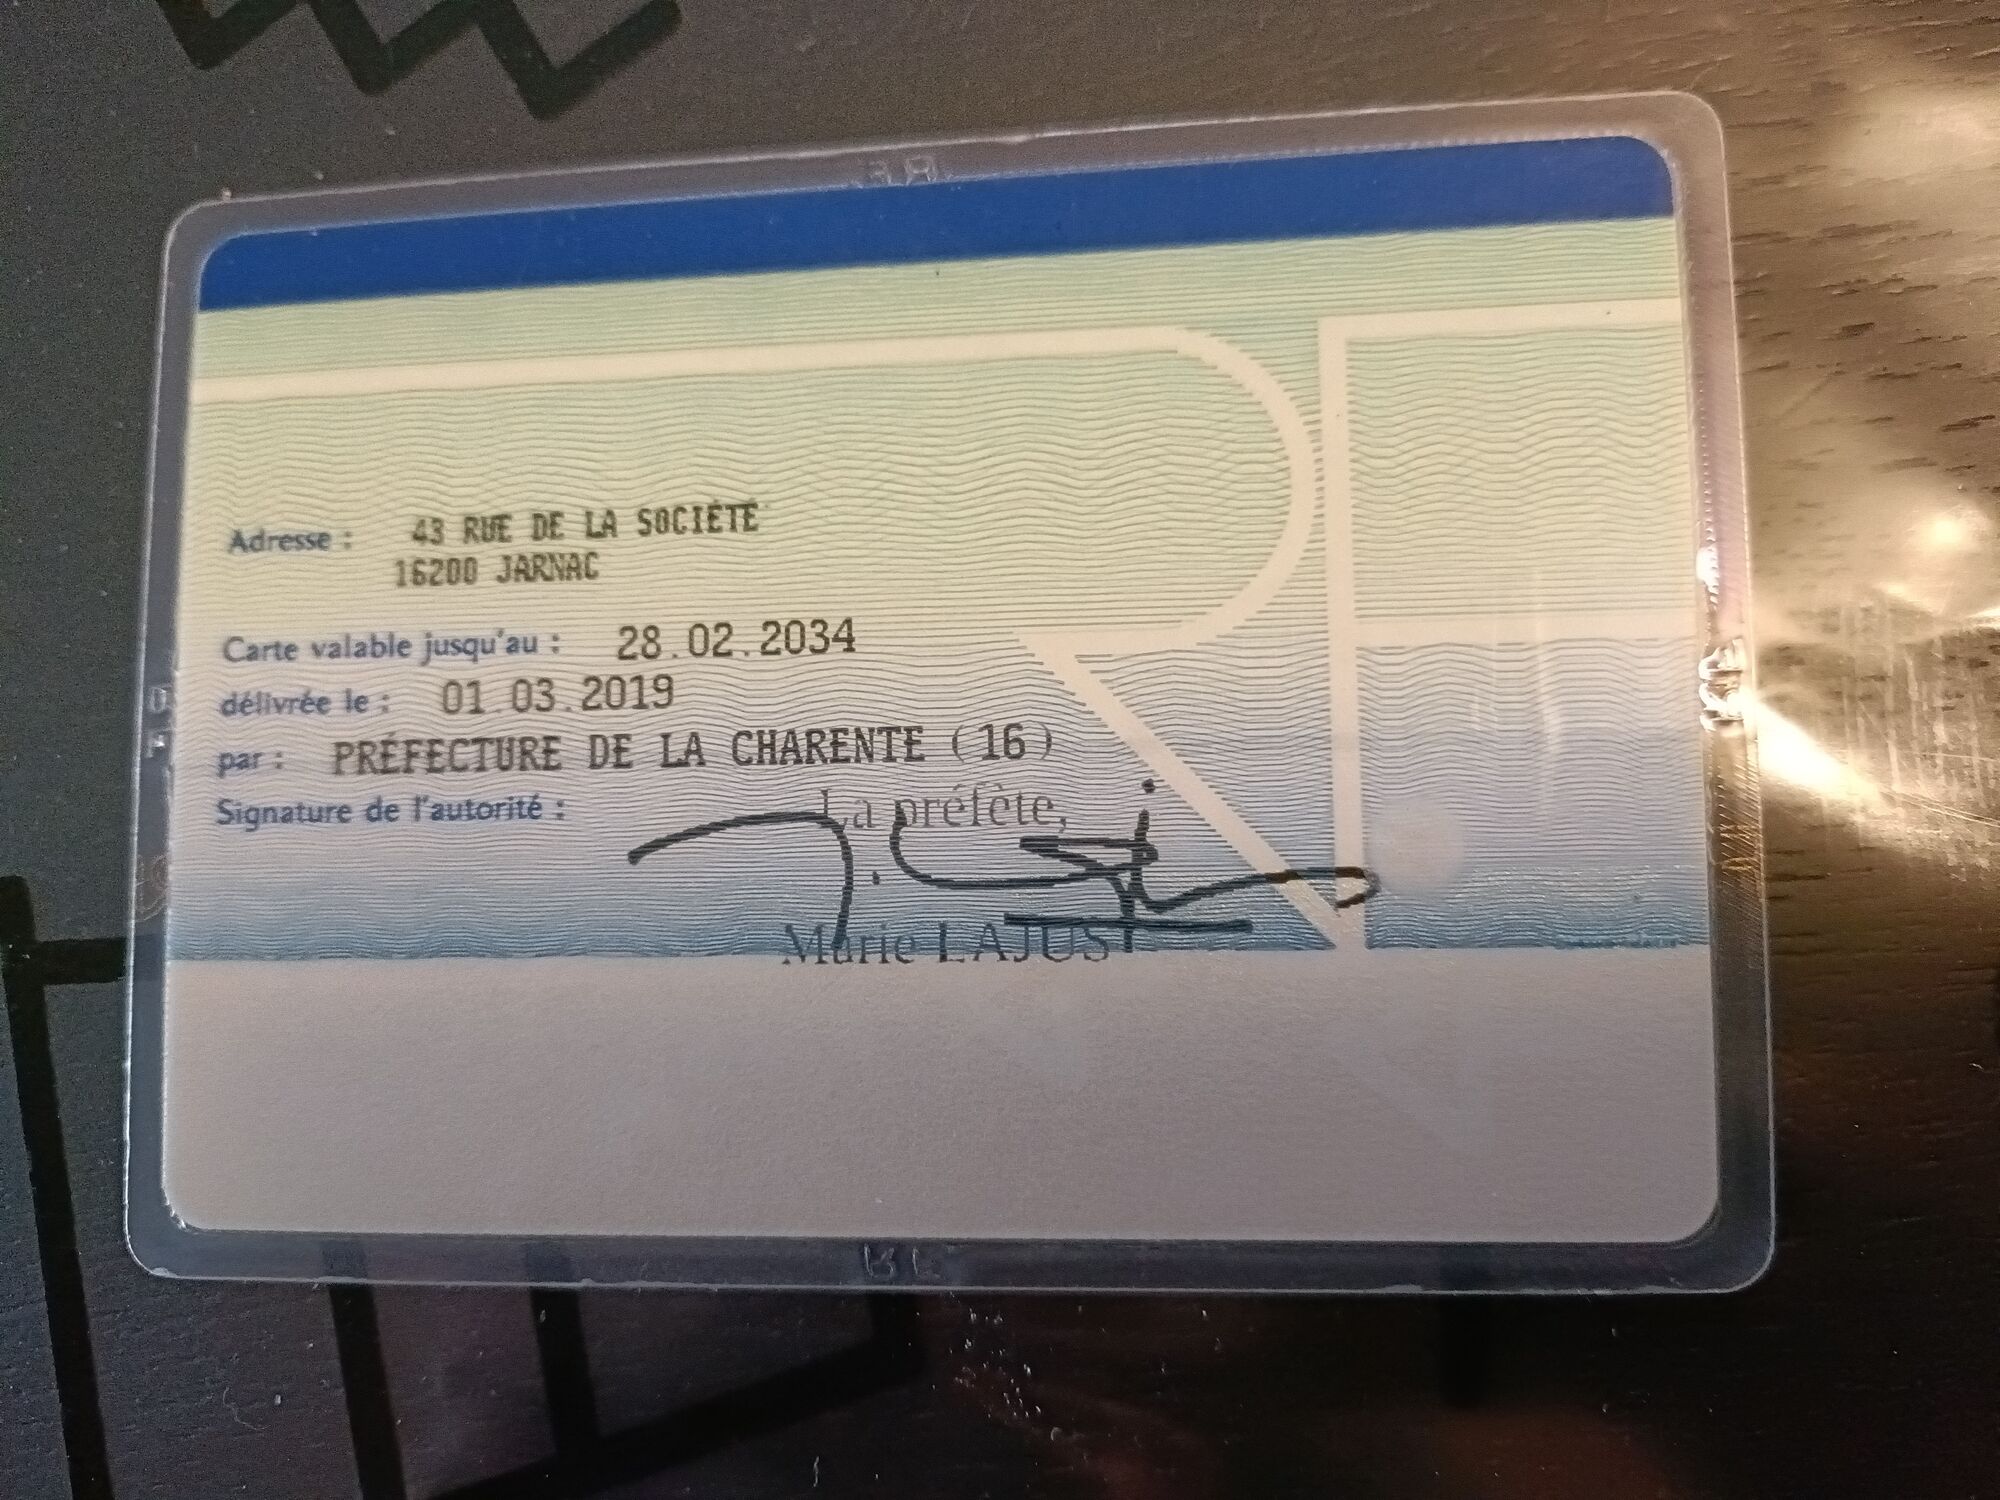 Adresse : 43 RUE DE LA SOCIÉTÉ
16200 JARNAC
Carte valable jusqu'au : 28.02.2034
délivrée le : 01.03.2019
par : PRÉFECTURE DE LA CHARENTE (16)
Signature de l'autorité :
La préfète,
Marie LAJUS
RF